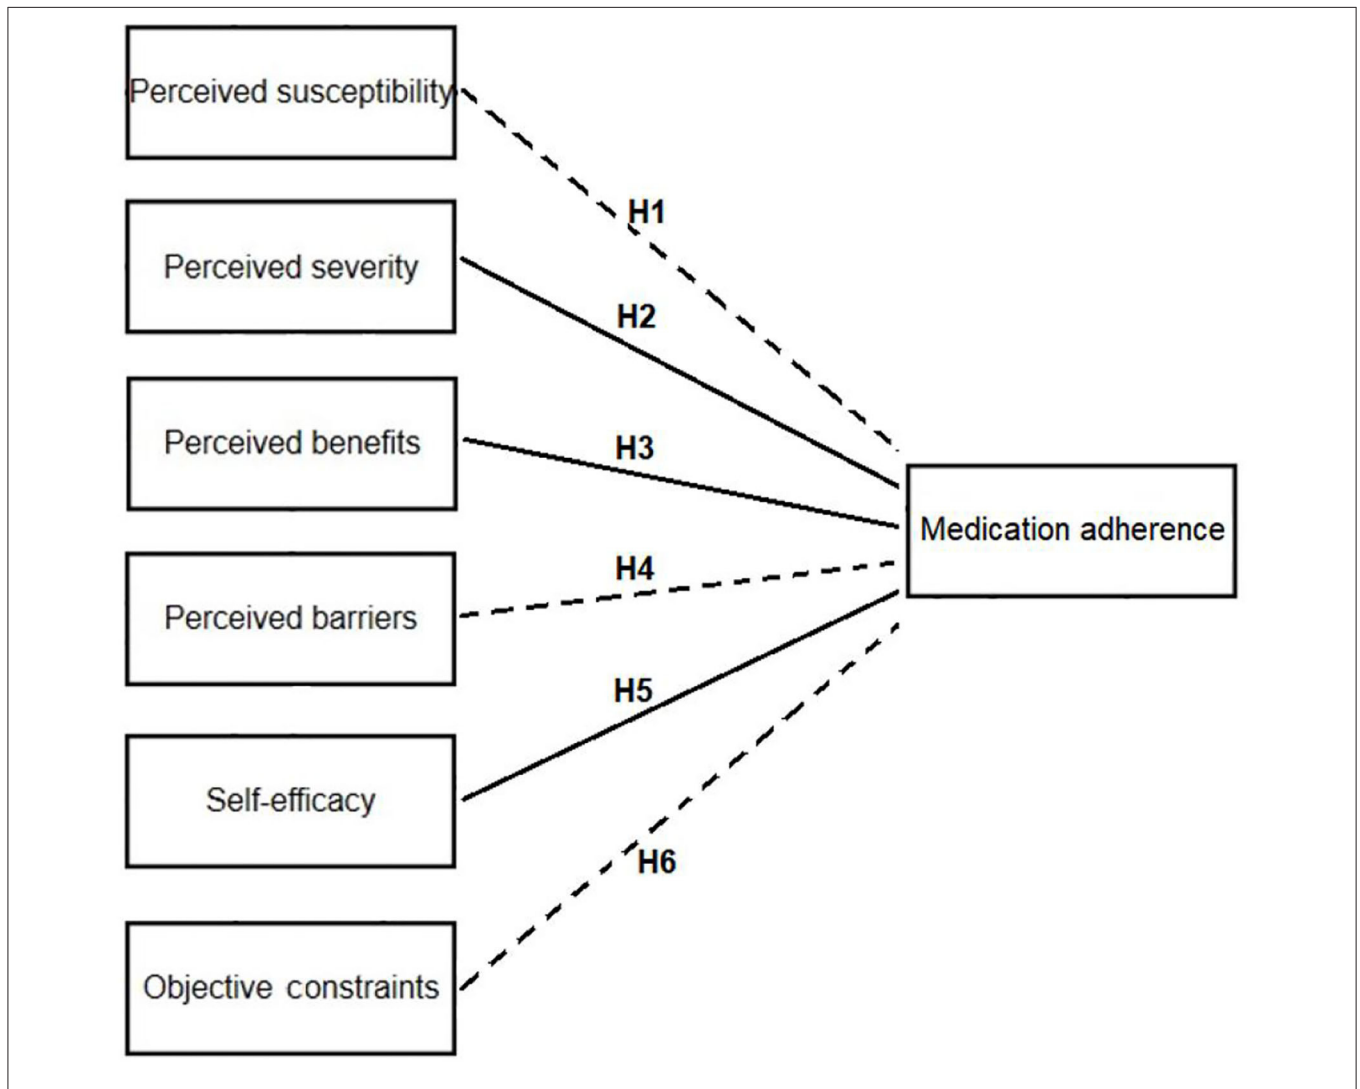 Perceived susceptibility
H1
Perceived severity
H2
Perceived benefits
H3
Medication adherence
Perceived barriers
H4
Self-efficacy
H5
H6
Objective constraints